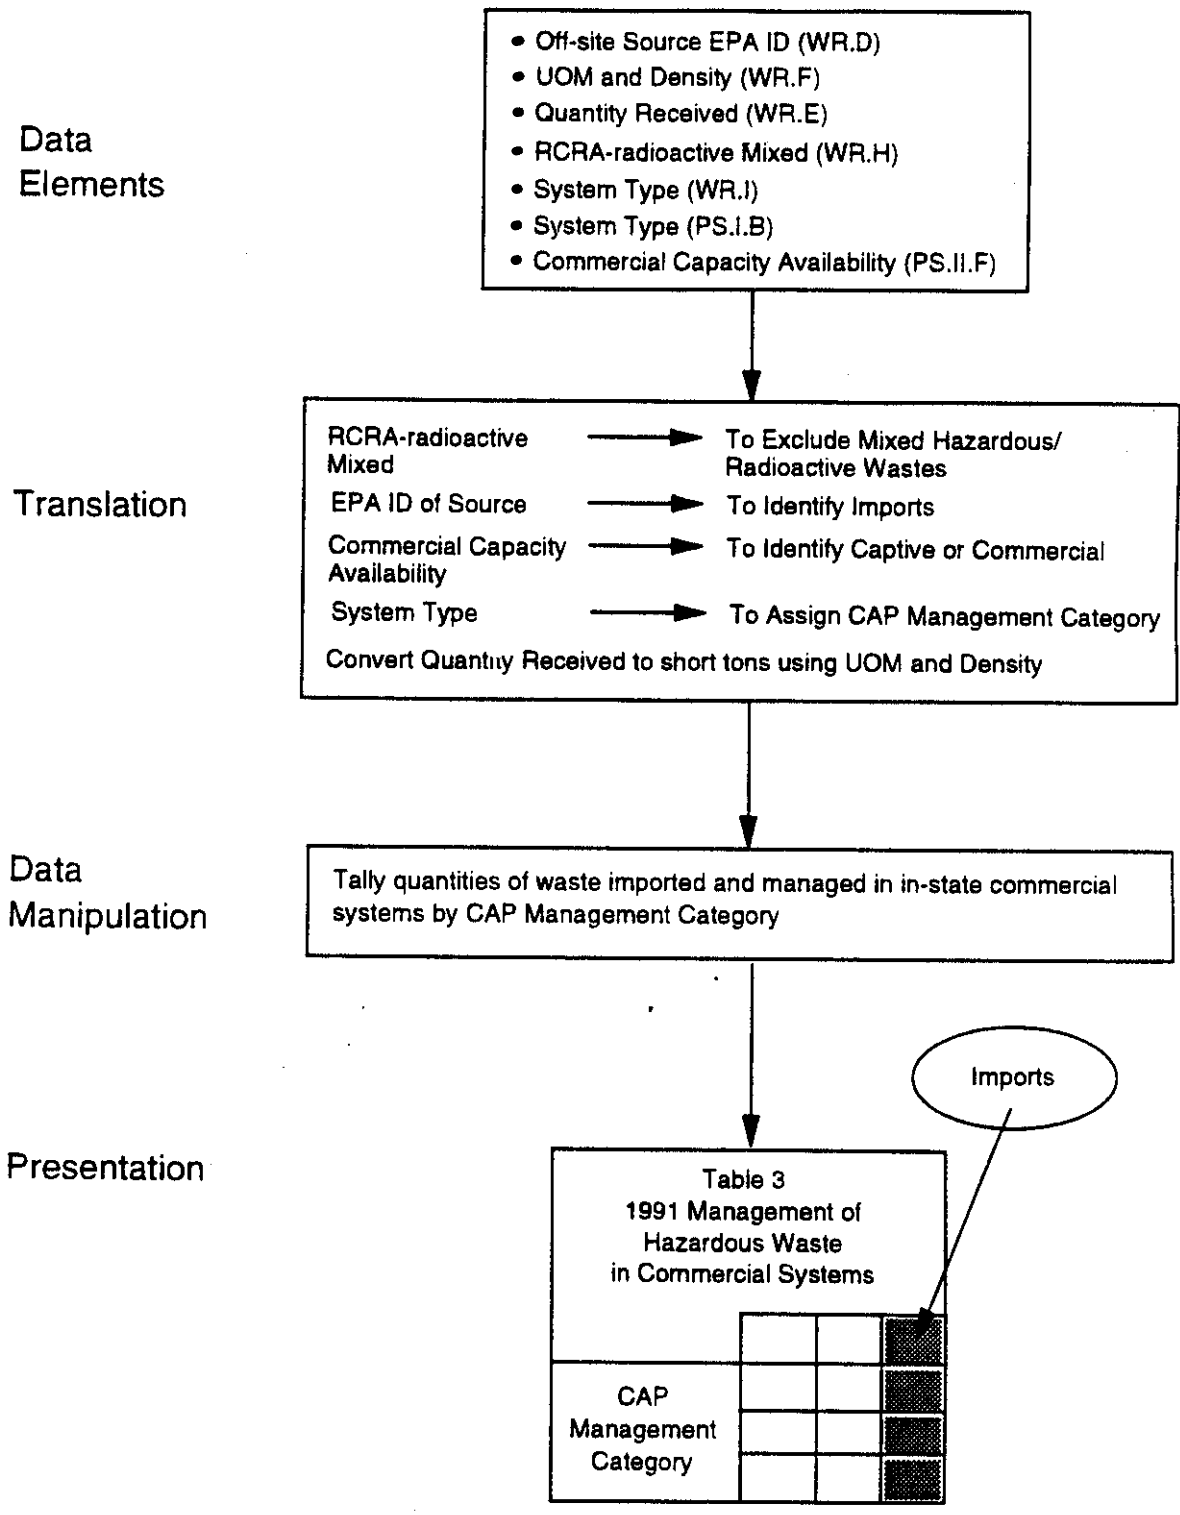 • Off-site Source EPA ID (WR.D)
• UOM and Density (WR.F)
• Quantity Received (WR.E)
• RCRA-radioactive Mixed (WR.H)
• System Type (WR.I)
• System Type (PS.I.B)
• Commercial Capacity Availability (PS.II.F)
Data
Elements
Translation
RCRA-radioactive
Mixed
To Exclude Mixed Hazardous/
Radioactive Wastes
EPA ID of Source
To Identify Imports
Commercial Capacity
Availability
To Identify Captive or Commercial
System Type
To Assign CAP Management Category
Convert Quantity Received to short tons using UOM and Density
Data
Manipulation
Tally quantities of waste imported and managed in in-state commercial
systems by CAP Management Category
Imports
Presentation
Table 3
1991 Management of
Hazardous Waste
in Commercial Systems
CAP
Management
Category